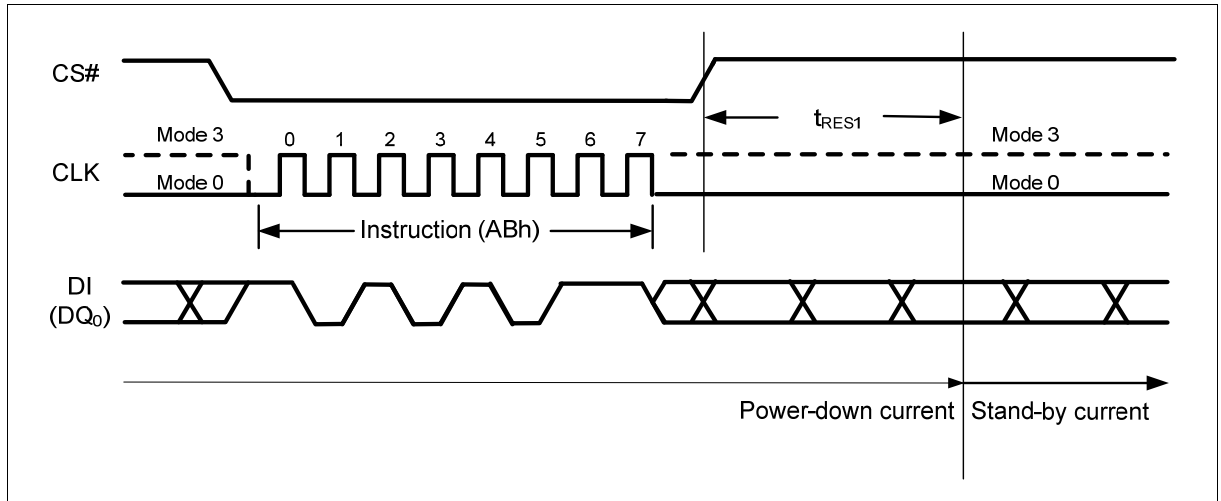 CS#
tRES1
Mode 3 0 1 2 3 4 5 6 7 Mode 3
CLK
Mode 0 Mode 0
Instruction (ABh)
DI
(DQ0)
Power-down current Stand-by current